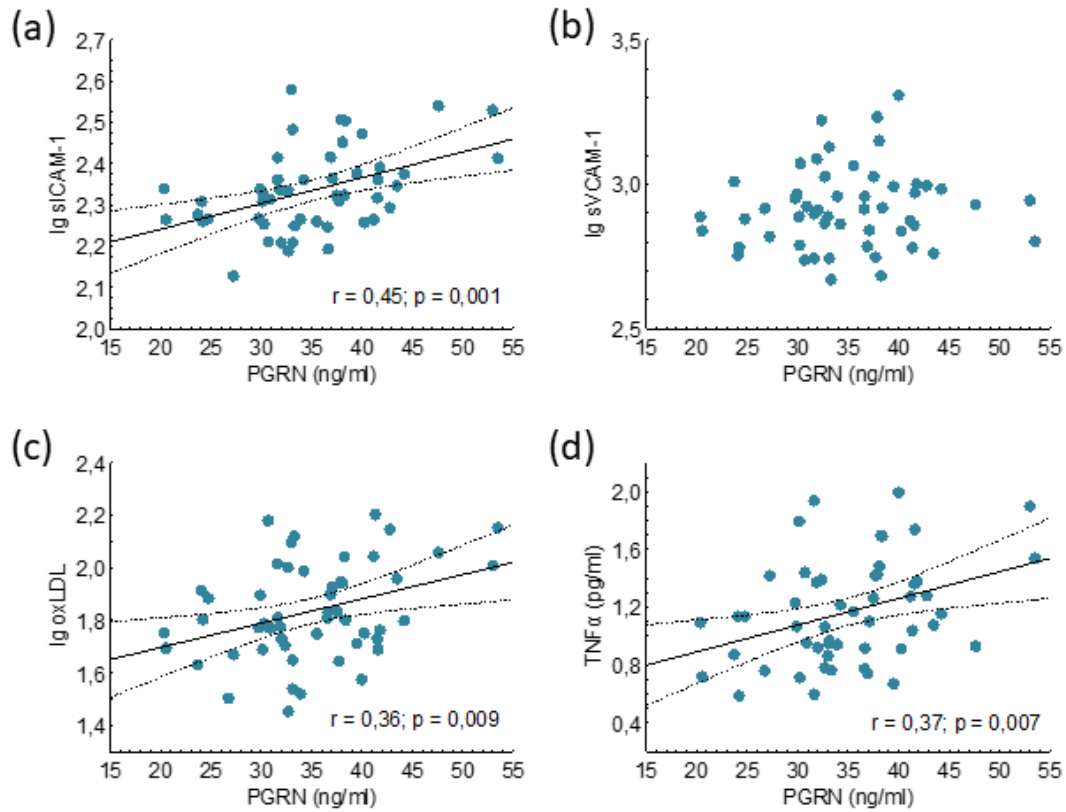 (a)
2,7
2,6
2,5
2,4
2,3
2,2
2,1
2,0
lg sICAM-1
r = 0,45; p = 0,001
15 20 25 30 35 40 45 50 55
PGRN (ng/ml)
(b)
3,5
3,0
2,5
lg sVCAM-1
15 20 25 30 35 40 45 50 55
PGRN (ng/ml)
(c)
2,4
2,2
2,0
1,8
1,6
1,4
lg oxLDL
r = 0,36; p = 0,009
15 20 25 30 35 40 45 50 55
PGRN (ng/ml)
(d)
2,0
1,6
1,2
0,8
0,4
TNFα (pg/ml)
r = 0,37; p = 0,007
15 20 25 30 35 40 45 50 55
PGRN (ng/ml)